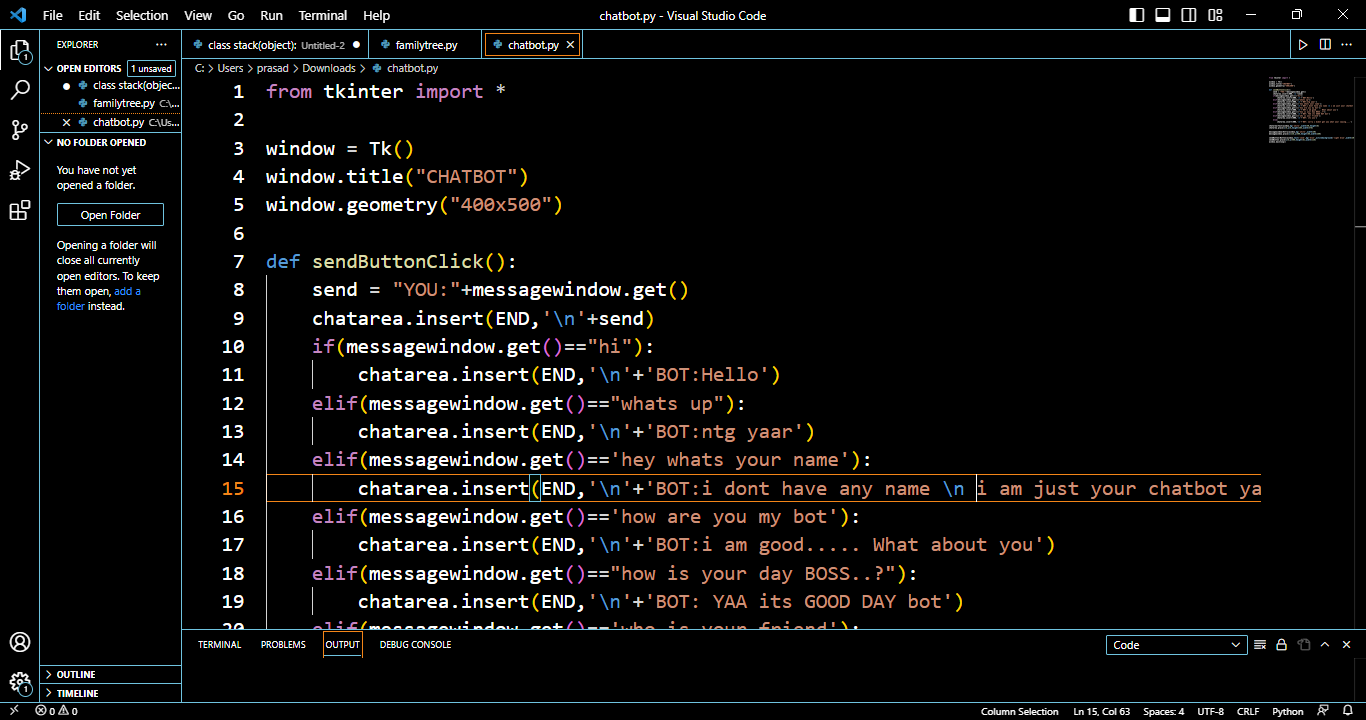 File Edit Selection View Go Run Terminal Help chatbot.py - Visual Studio Code
EXPLORER ···
class stack(object): Untitled-2 ● familytree.py chatbot.py ×
OPEN EDITORS 1 unsaved
● class stack(objec...
familytree.py C:\...
× chatbot.py C:\Us...
NO FOLDER OPENED
You have not yet
opened a folder.
Open Folder
Opening a folder will
close all currently
open editors. To keep
them open, add a
folder instead.
OUTLINE
TIMELINE
C: > Users > prasad > Downloads > chatbot.py
1 from tkinter import *
2
3 window = Tk()
4 window.title("CHATBOT")
5 window.geometry("400x500")
6
7 def sendButtonClick():
8 send = "YOU:"+messagewindow.get()
9 chatarea.insert(END,'\n'+send)
10 if(messagewindow.get()=="hi"):
11 chatarea.insert(END,'\n'+'BOT:Hello')
12 elif(messagewindow.get()=="whats up"):
13 chatarea.insert(END,'\n'+'BOT:ntg yaar')
14 elif(messagewindow.get()=='hey whats your name'):
15 chatarea.insert(END,'\n'+'BOT:i dont have any name \n i am just your chatbot ya
16 elif(messagewindow.get()=='how are you my bot'):
17 chatarea.insert(END,'\n'+'BOT:i am good..... What about you')
18 elif(messagewindow.get()=="how is your day BOSS..?"):
19 chatarea.insert(END,'\n'+'BOT: YAA its GOOD DAY bot')
20 elif(messagewindow.get()=='who is your friend'):
TERMINAL PROBLEMS OUTPUT DEBUG CONSOLE Code
0 0 Column Selection Ln 15, Col 63 Spaces: 4 UTF-8 CRLF Python
1
1